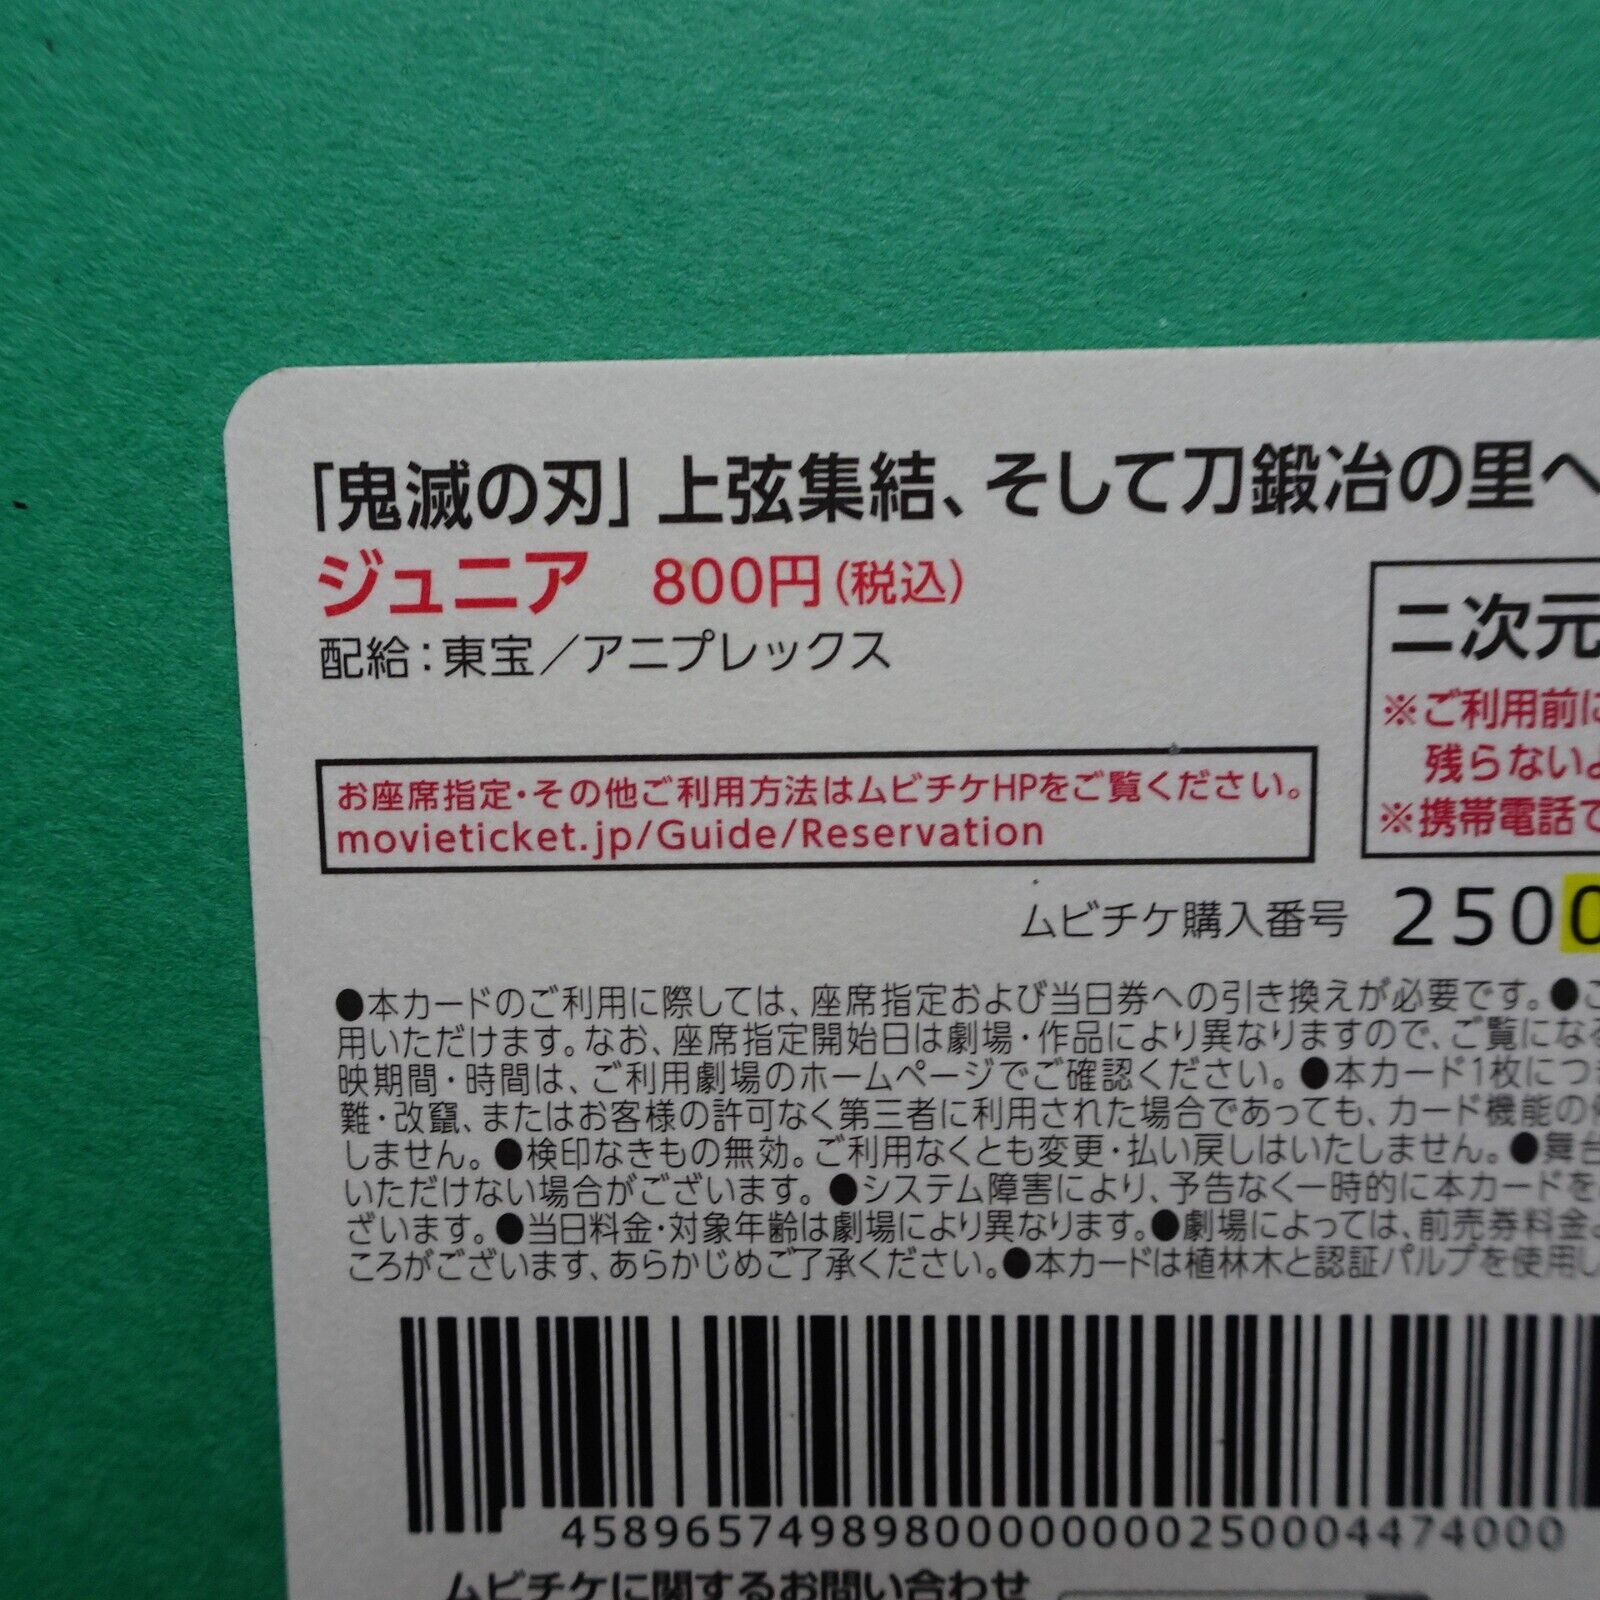 「鬼滅の刃」上弦集結、そして刀鍛冶の里へ
ジュニア 800円(税込)
配給:東宝/アニプレックス
お座席指定・その他ご利用方法はムビチケHPをご覧ください。
movieticket.jp/Guide/Reservation
二次元
※ご利用前に
残らないよ
※携帯電話で
ムビチケ購入番号 2500
●本カードのご利用に際しては、座席指定および当日券への引き換えが必要です。●ご
用いただけます。なお、座席指定開始日は劇場・作品により異なりますので、ご覧になる
映期間・時間は、ご利用劇場のホームページでご確認ください。●本カード1枚につき
難・改竄、またはお客様の許可なく第三者に利用された場合であっても、カード機能の
しません。●検印なきもの無効。ご利用なくとも変更・払い戻しはいたしません。●舞台
いただけない場合がございます。●システム障害により、予告なく一時的に本カードを
ざいます。●当日料金・対象年齢は劇場により異なります。●劇場によっては、前売券料金
ころがございます、あらかじめご了承ください。●本カードは植林木と認証パルプを使用し
4589657498980000000002500044740​00
ムビチケに関するお問い合わせ